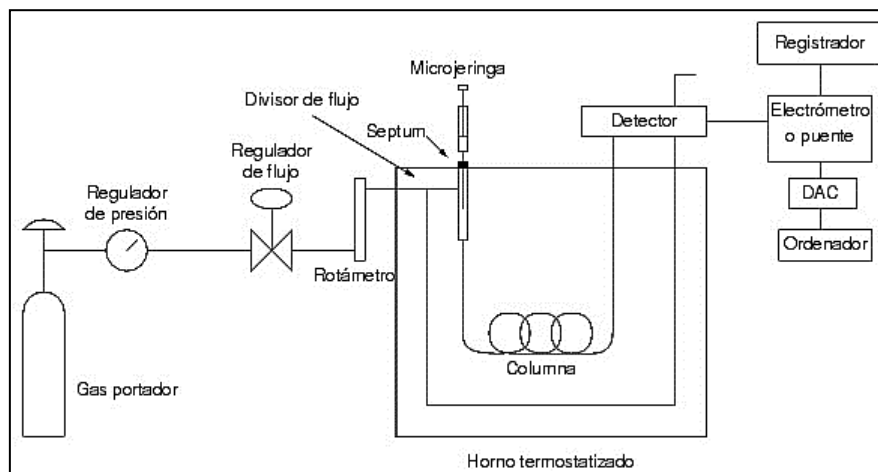 Registrador
Microjeringa
Divisor de flujo
Septum
Detector
Electrómetro
o puente
Regulador
de flujo
Regulador
de presión
DAC
Ordenador
Rotámetro
Columna
Gas portador
Horno termostatizado